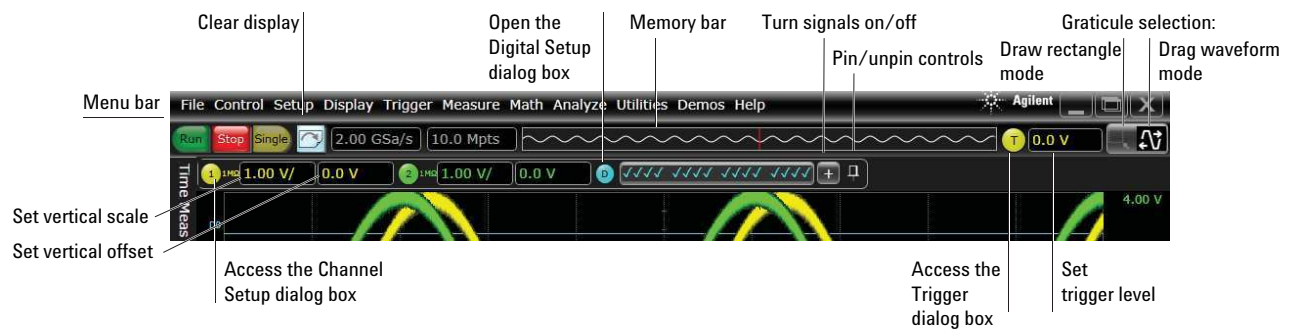 Clear display
Open the
Digital Setup
dialog box
Memory bar
Turn signals on/off
Pin/unpin controls
Graticule selection:
Draw rectangle
mode
Drag waveform
mode
Menu bar
File Control Setup Display Trigger Measure Math Analyze Utilities Demos Help
Agilent
Run Stop Single 2.00 GSa/s 10.0 Mpts T 0.0 V
Time Meas
1 1MΩ 1.00 V/ 0.0 V 2 1MΩ 1.00 V/ 0.0 V D ✓✓✓✓ ✓✓✓✓ ✓✓✓✓ ✓✓✓✓ +
4.00 V
D0
Set vertical scale
Set vertical offset
Access the Channel
Setup dialog box
Access the
Trigger
dialog box
Set
trigger level